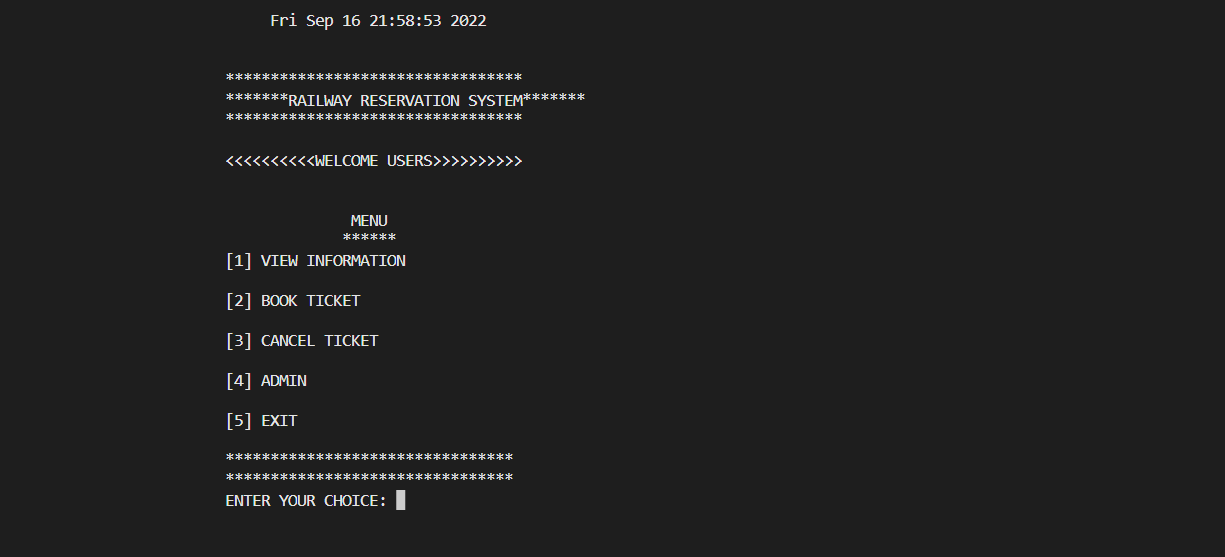 Fri Sep 16 21:58:53 2022
*********************************
*******RAILWAY RESERVATION SYSTEM*******
*********************************
<<<<<<<<<<WELCOME USERS>>>>>>>>>>
MENU
******
[1] VIEW INFORMATION
[2] BOOK TICKET
[3] CANCEL TICKET
[4] ADMIN
[5] EXIT
********************************
********************************
ENTER YOUR CHOICE: